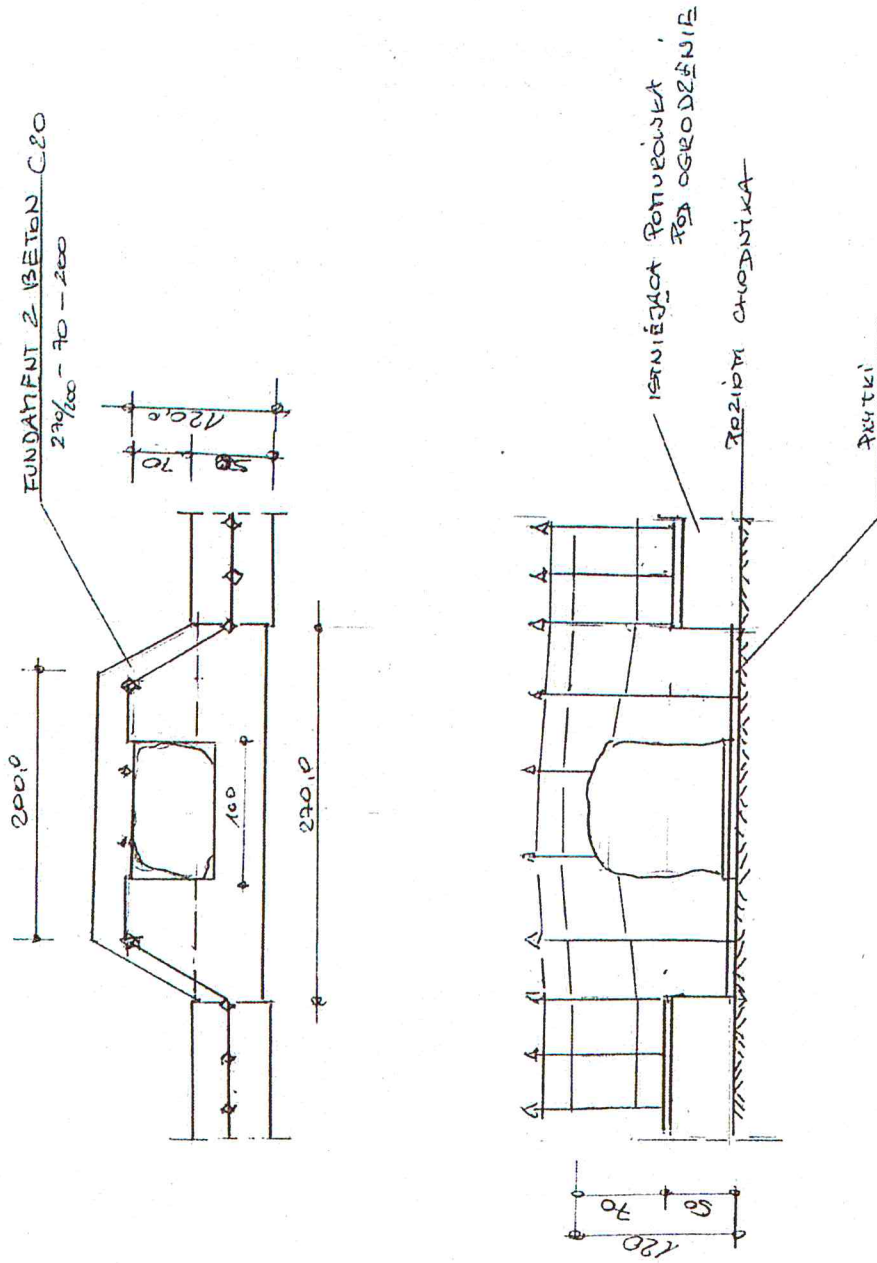 FUNDAMENT Z BETON C20
270/200 - 70 - 200
200,0
100
270,0
70
50
120,0
ISTNIEJĄCA POMURÓWKA
POD OGRODZENIE
POZIOM CHODNIKA
PŁYTKI
70
50
120